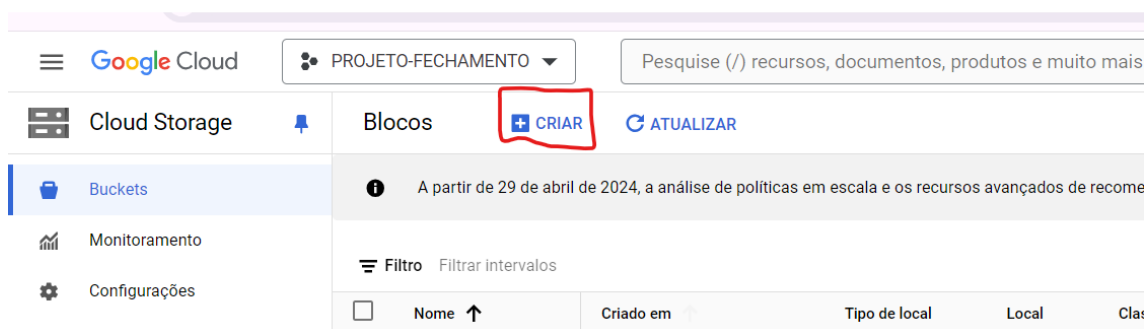 Google Cloud PROJETO-FECHAMENTO Pesquise (/) recursos, documentos, produtos e muito mais
Cloud Storage Blocos CRIAR ATUALIZAR
Buckets A partir de 29 de abril de 2024, a análise de políticas em escala e os recursos avançados de recome
Monitoramento
Filtro Filtrar intervalos
Configurações
Nome Criado em Tipo de local Local Clas